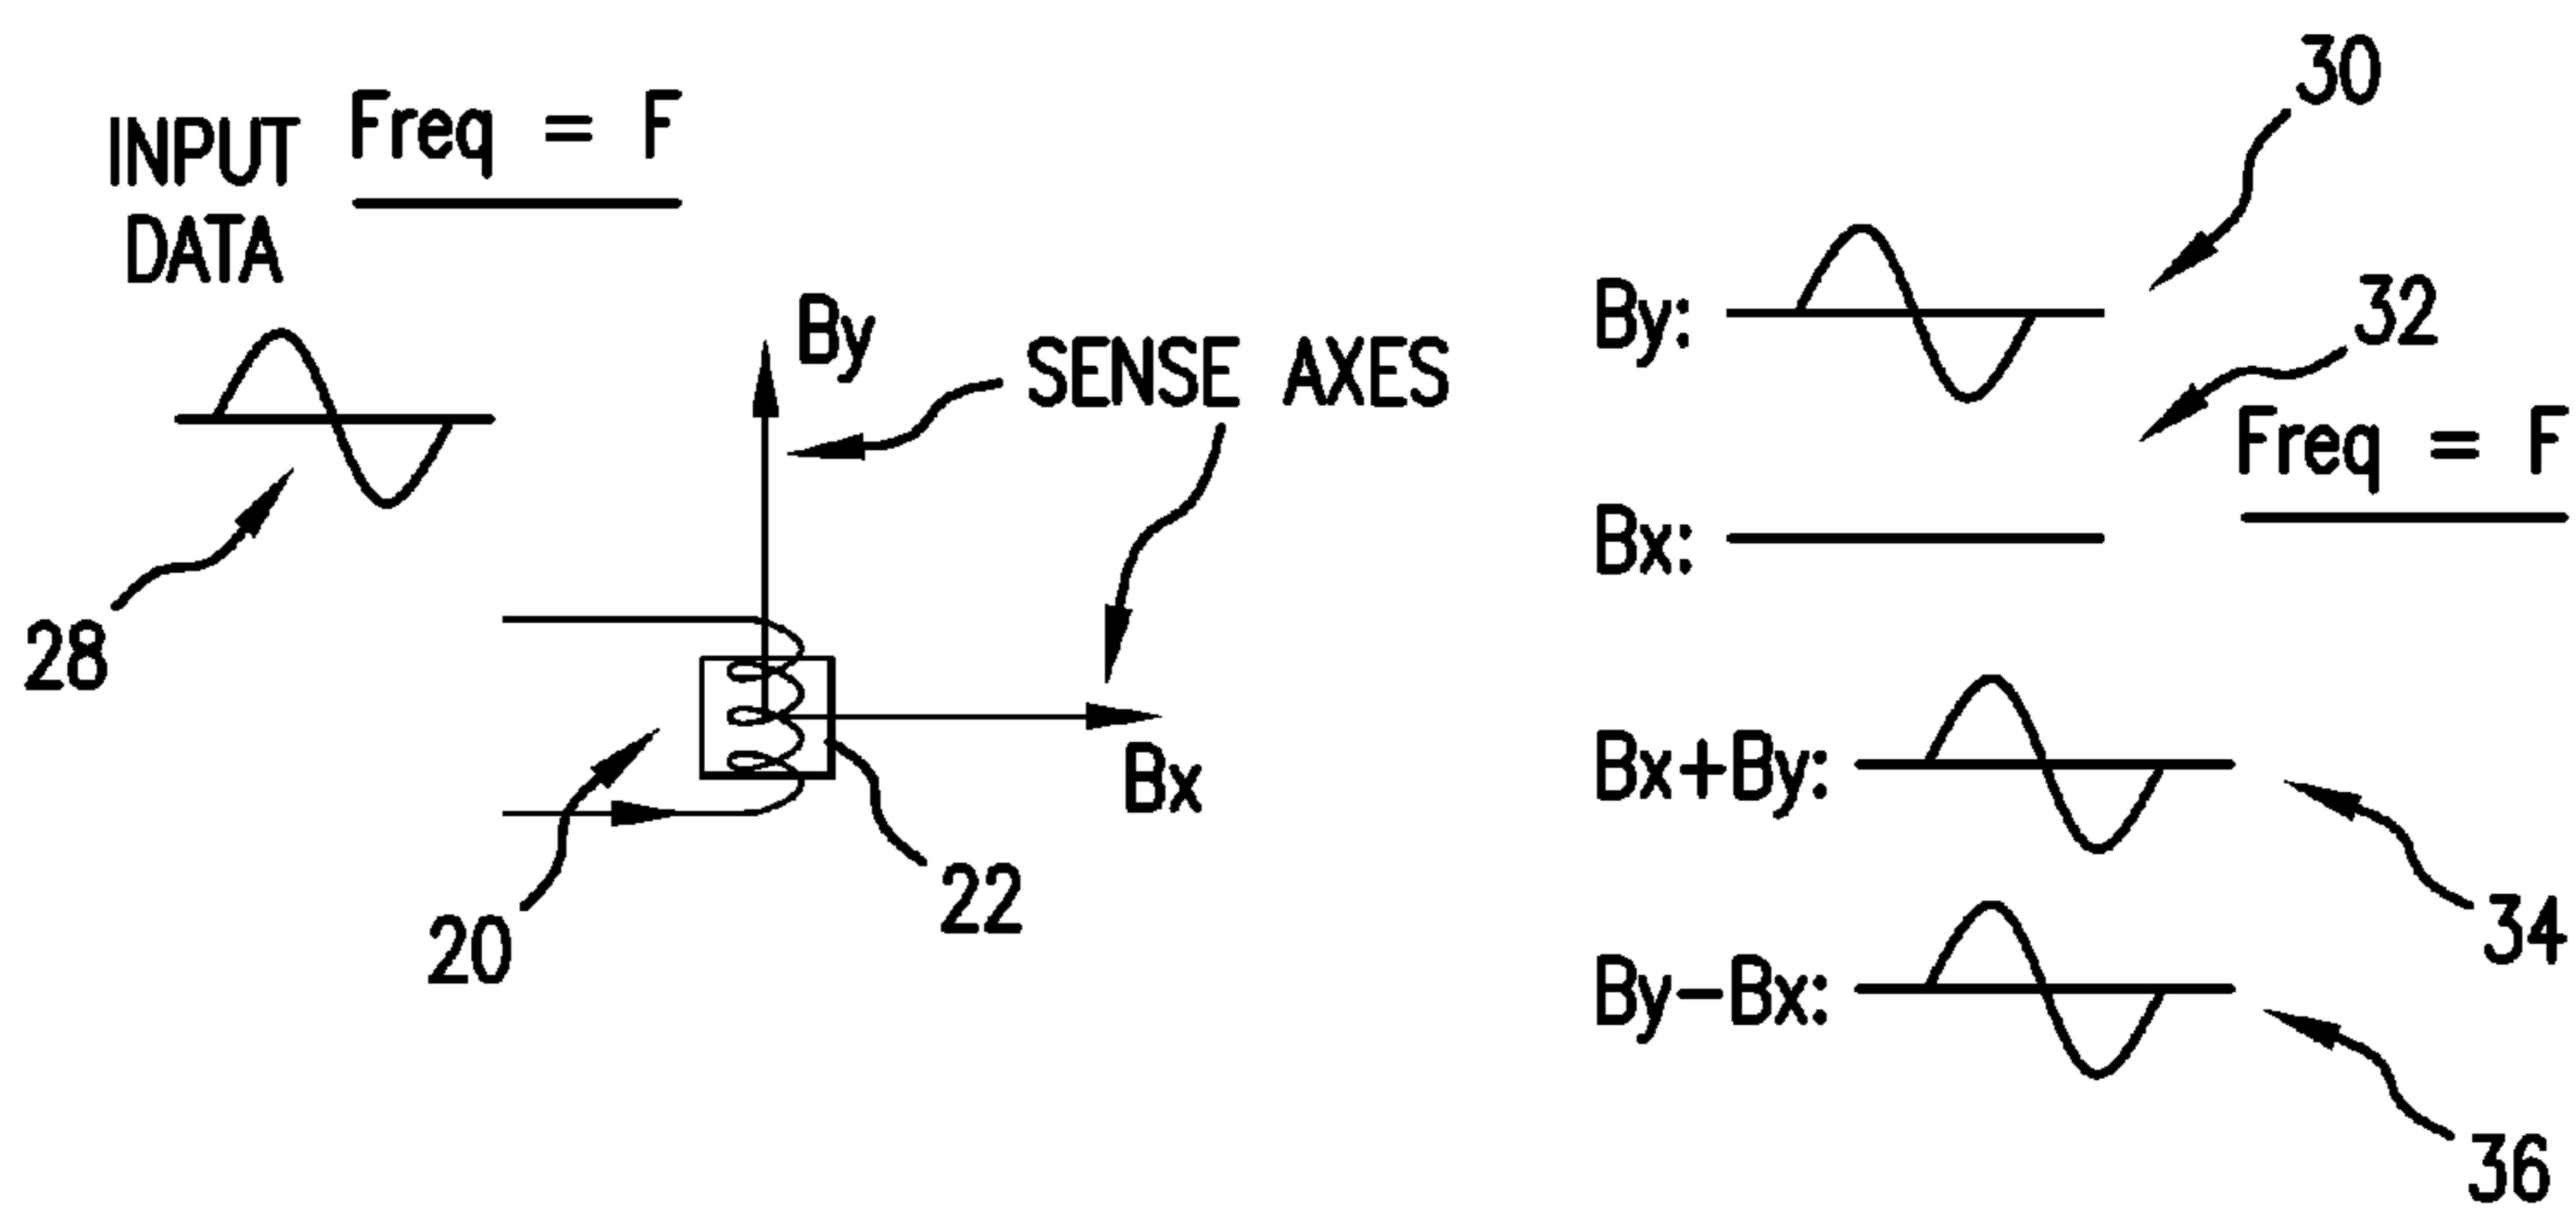 INPUT DATA
Freq = F
28
By
SENSE AXES
Bx
20
22
By:
30
32
Bx:
Freq = F
Bx+By:
34
By-Bx:
36